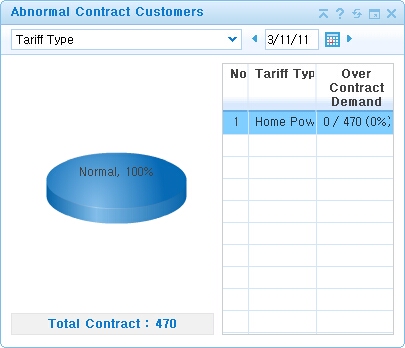 Abnormal Contract Customers
Tariff Type
3/11/11
No
Tariff Typ
Over
Contract
Demand
1
Home Pow
0 / 470 (0%)
Normal, 100%
Total Contract : 470